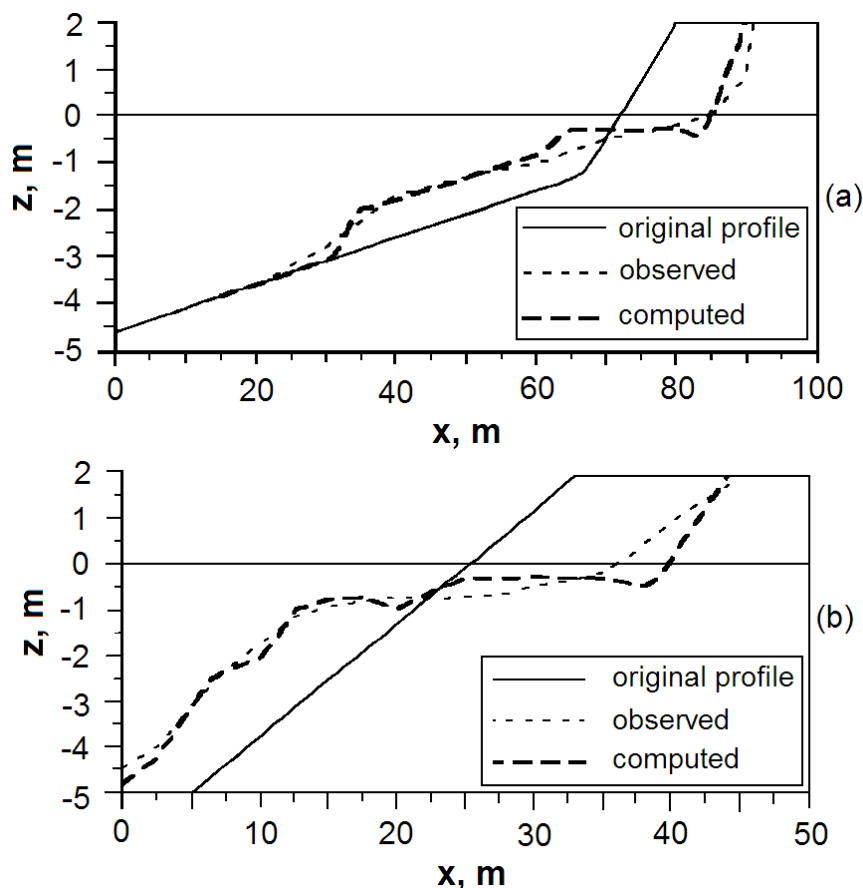 2
1
0
-1
-2
-3
-4
-5
z, m
0 20 40 60 80 100
x, m
(a)
original profile
observed
computed
2
1
0
-1
-2
-3
-4
-5
z, m
0 10 20 30 40 50
x, m
(b)
original profile
observed
computed